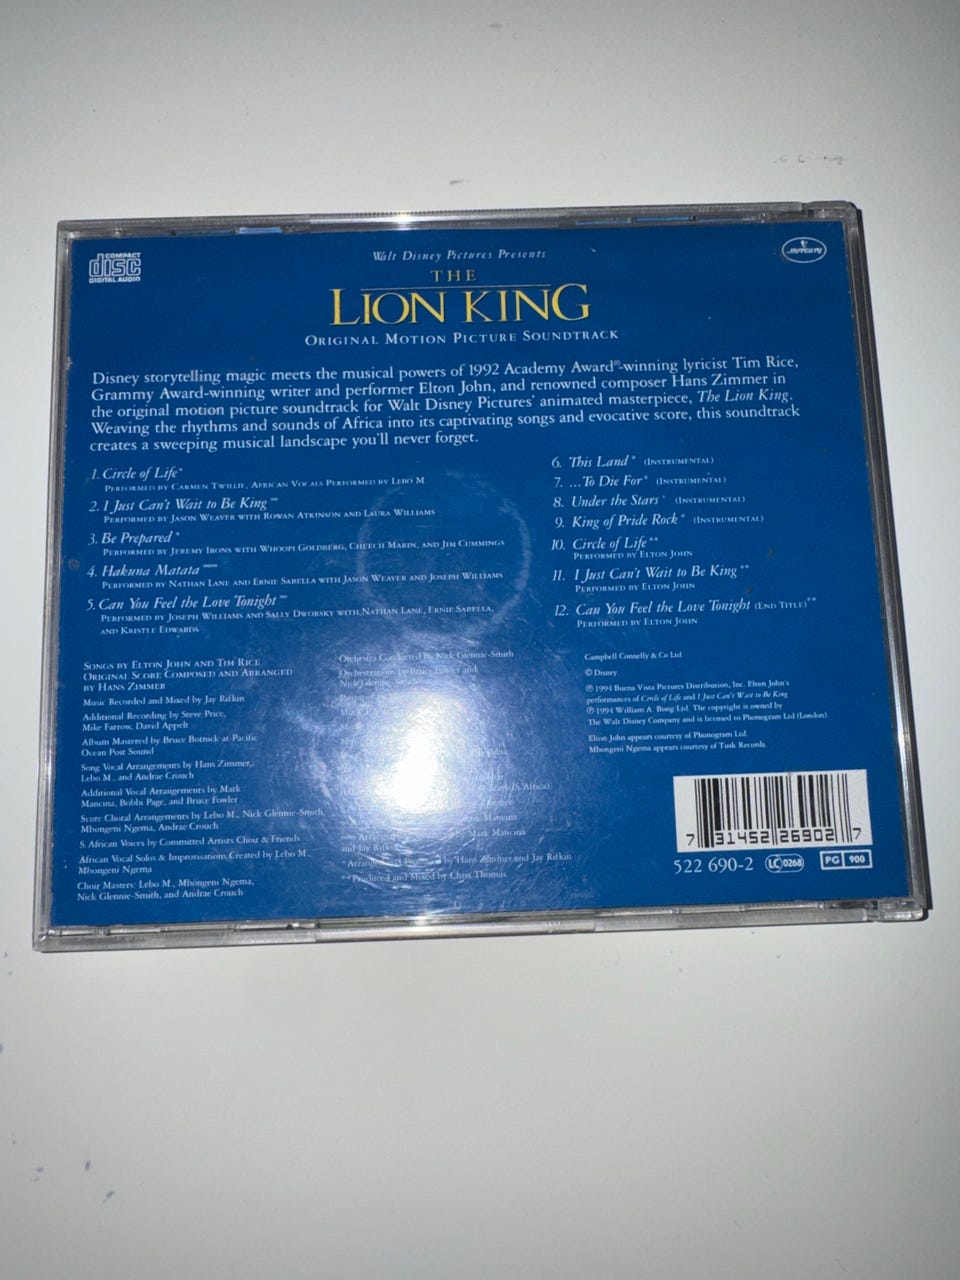 COMPACT
disc
DIGITAL AUDIO
Walt Disney Pictures Presents
mercury
THE
LION KING
ORIGINAL MOTION PICTURE SOUNDTRACK
Disney storytelling magic meets the musical powers of 1992 Academy Award®-winning lyricist Tim Rice,
Grammy Award-winning writer and performer Elton John, and renowned composer Hans Zimmer in
the original motion picture soundtrack for Walt Disney Pictures' animated masterpiece, The Lion King.
Weaving the rhythms and sounds of Africa into its captivating songs and evocative score, this soundtrack
creates a sweeping musical landscape you'll never forget.
1. Circle of Life*
PERFORMED BY CARMEN TWILLIE, AFRICAN VOCALS PERFORMED BY LEBO M
2. I Just Can't Wait to Be King °°
PERFORMED BY JASON WEAVER WITH ROWAN ATKINSON AND LAURA WILLIAMS
3. Be Prepared *
PERFORMED BY JEREMY IRONS WITH WHOOPI GOLDBERG, CHEECH MARIN, AND JIM CUMMINGS
4. Hakuna Matata °°°
PERFORMED BY NATHAN LANE AND ERNIE SABELLA WITH JASON WEAVER AND JOSEPH WILLIAMS
5. Can You Feel the Love Tonight °°
PERFORMED BY JOSEPH WILLIAMS AND SALLY DWORSKY WITH NATHAN LANE, ERNIE SABELLA,
AND KRISTLE EDWARDS
6. This Land * (INSTRUMENTAL)
7. ...To Die For * (INSTRUMENTAL)
8. Under the Stars * (INSTRUMENTAL)
9. King of Pride Rock * (INSTRUMENTAL)
10. Circle of Life **
PERFORMED BY ELTON JOHN
11. I Just Can't Wait to Be King **
PERFORMED BY ELTON JOHN
12. Can You Feel the Love Tonight (END TITLE)**
PERFORMED BY ELTON JOHN
SONGS BY ELTON JOHN AND TIM RICE
ORIGINAL SCORE COMPOSED AND ARRANGED
BY HANS ZIMMER
Music Recorded and Mixed by Jay Rifkin
Additional Recording by Steve Price,
Mike Farrow, David Appelt
Album Mastered by Bruce Botnick at Pacific
Ocean Post Sound
Song Vocal Arrangements by Hans Zimmer,
Lebo M., and Andrae Crouch
Additional Vocal Arrangements by Mark
Mancina, Bobbi Page, and Bruce Fowler
Score Choral Arrangements by Lebo M., Nick Glennie-Smith,
Mbongeni Ngema, Andrae Crouch
S. African Voices by Committed Artists Choir & Friends
African Vocal Solos & Improvisations Created by Lebo M.,
Mbongeni Ngema
Choir Masters: Lebo M., Mbongeni Ngema,
Nick Glennie-Smith, and Andrae Crouch
Orchestra Conducted by Nick Glennie-Smith
Orchestrations by Bruce Fowler and
Nick Glennie-Smith
S. Africa)
by Mark Mancina
and Jay Rifkin
* Arranged and Produced by Hans Zimmer and Jay Rifkin
** Produced and Mixed by Chris Thomas
Campbell Connelly & Co Ltd
© Disney
℗ 1994 Buena Vista Pictures Distribution, Inc. Elton John's
performances of Circle of Life and I Just Can't Wait to Be King
℗ 1994 William A. Bong Ltd. The copyright is owned by
The Walt Disney Company and is licensed to Phonogram Ltd (London)
Elton John appears courtesy of Phonogram Ltd.
Mbongeni Ngema appears courtesy of Tusk Records.
7 31452 26902 7
522 690-2 LC 0268 PG 900